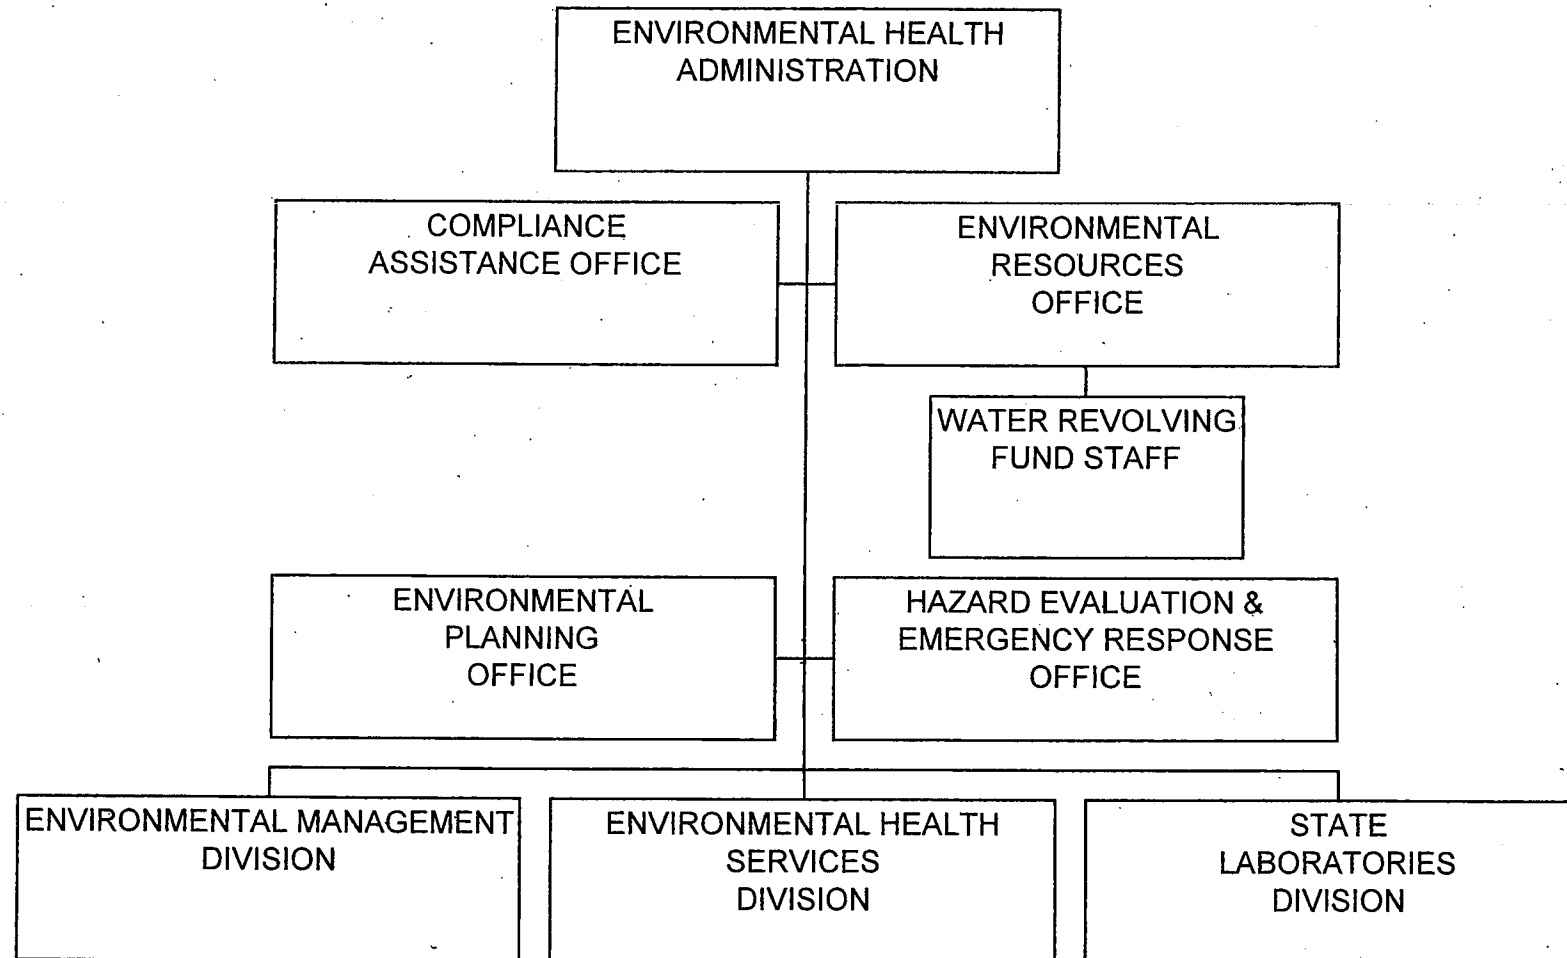 ENVIRONMENTAL HEALTH
ADMINISTRATION
COMPLIANCE
ASSISTANCE OFFICE
ENVIRONMENTAL
RESOURCES
OFFICE
WATER REVOLVING
FUND STAFF
ENVIRONMENTAL
PLANNING
OFFICE
HAZARD EVALUATION &
EMERGENCY RESPONSE
OFFICE
ENVIRONMENTAL MANAGEMENT
DIVISION
ENVIRONMENTAL HEALTH
SERVICES
DIVISION
STATE
LABORATORIES
DIVISION